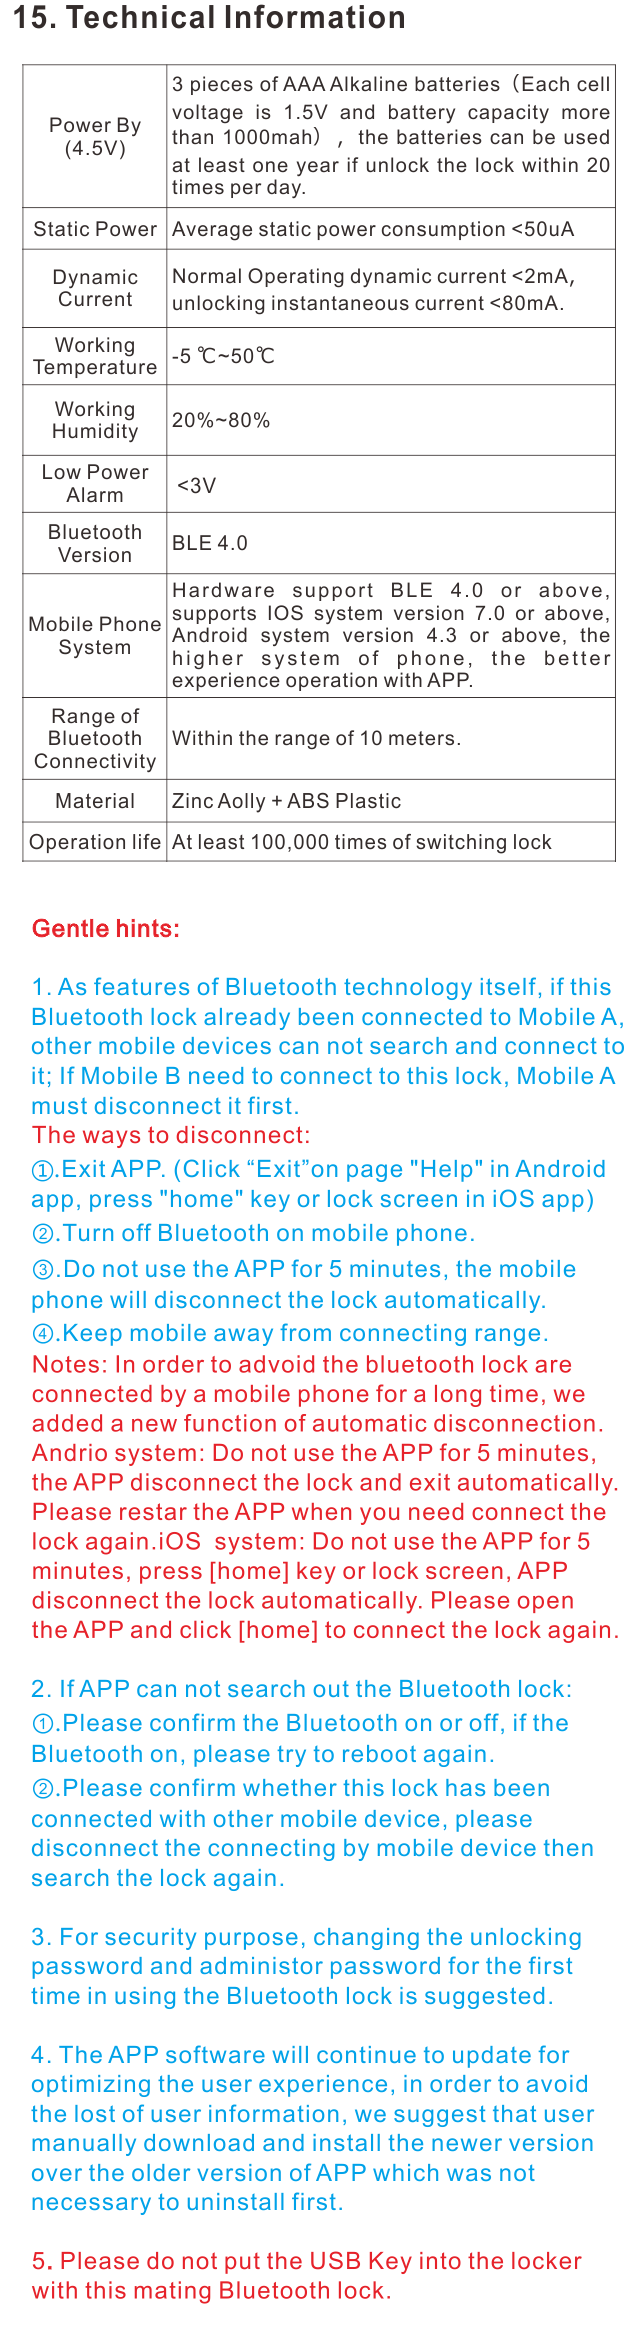 15. Technical Information
Power By
(4.5V)
3 pieces of AAA Alkaline batteries（Each cell
voltage is 1.5V and battery capacity more
than 1000mah），the batteries can be used
at least one year if unlock the lock within 20
times per day.
Static Power
Average static power consumption <50uA
Dynamic
Current
Normal Operating dynamic current <2mA,
unlocking instantaneous current <80mA.
Working
Temperature
-5 ℃~50℃
Working
Humidity
20%~80%
Low Power
Alarm
<3V
Bluetooth
Version
BLE 4.0
Mobile Phone
System
Hardware support BLE 4.0 or above,
supports IOS system version 7.0 or above,
Android system version 4.3 or above, the
higher system of phone, the better
experience operation with APP.
Range of
Bluetooth
Connectivity
Within the range of 10 meters.
Material
Zinc Aolly + ABS Plastic
Operation life
At least 100,000 times of switching lock
Gentle hints:
1. As features of Bluetooth technology itself, if this
Bluetooth lock already been connected to Mobile A,
other mobile devices can not search and connect to
it; If Mobile B need to connect to this lock, Mobile A
must disconnect it first.
The ways to disconnect:
①.Exit APP. (Click “Exit”on page "Help" in Android
app, press "home" key or lock screen in iOS app)
②.Turn off Bluetooth on mobile phone.
③.Do not use the APP for 5 minutes, the mobile
phone will disconnect the lock automatically.
④.Keep mobile away from connecting range.
Notes: In order to advoid the bluetooth lock are
connected by a mobile phone for a long time, we
added a new function of automatic disconnection.
Andrio system: Do not use the APP for 5 minutes,
the APP disconnect the lock and exit automatically.
Please restar the APP when you need connect the
lock again.iOS system: Do not use the APP for 5
minutes, press [home] key or lock screen, APP
disconnect the lock automatically. Please open
the APP and click [home] to connect the lock again.
2. If APP can not search out the Bluetooth lock:
①.Please confirm the Bluetooth on or off, if the
Bluetooth on, please try to reboot again.
②.Please confirm whether this lock has been
connected with other mobile device, please
disconnect the connecting by mobile device then
search the lock again.
3. For security purpose, changing the unlocking
password and administor password for the first
time in using the Bluetooth lock is suggested.
4. The APP software will continue to update for
optimizing the user experience, in order to avoid
the lost of user information, we suggest that user
manually download and install the newer version
over the older version of APP which was not
necessary to uninstall first.
5. Please do not put the USB Key into the locker
with this mating Bluetooth lock.